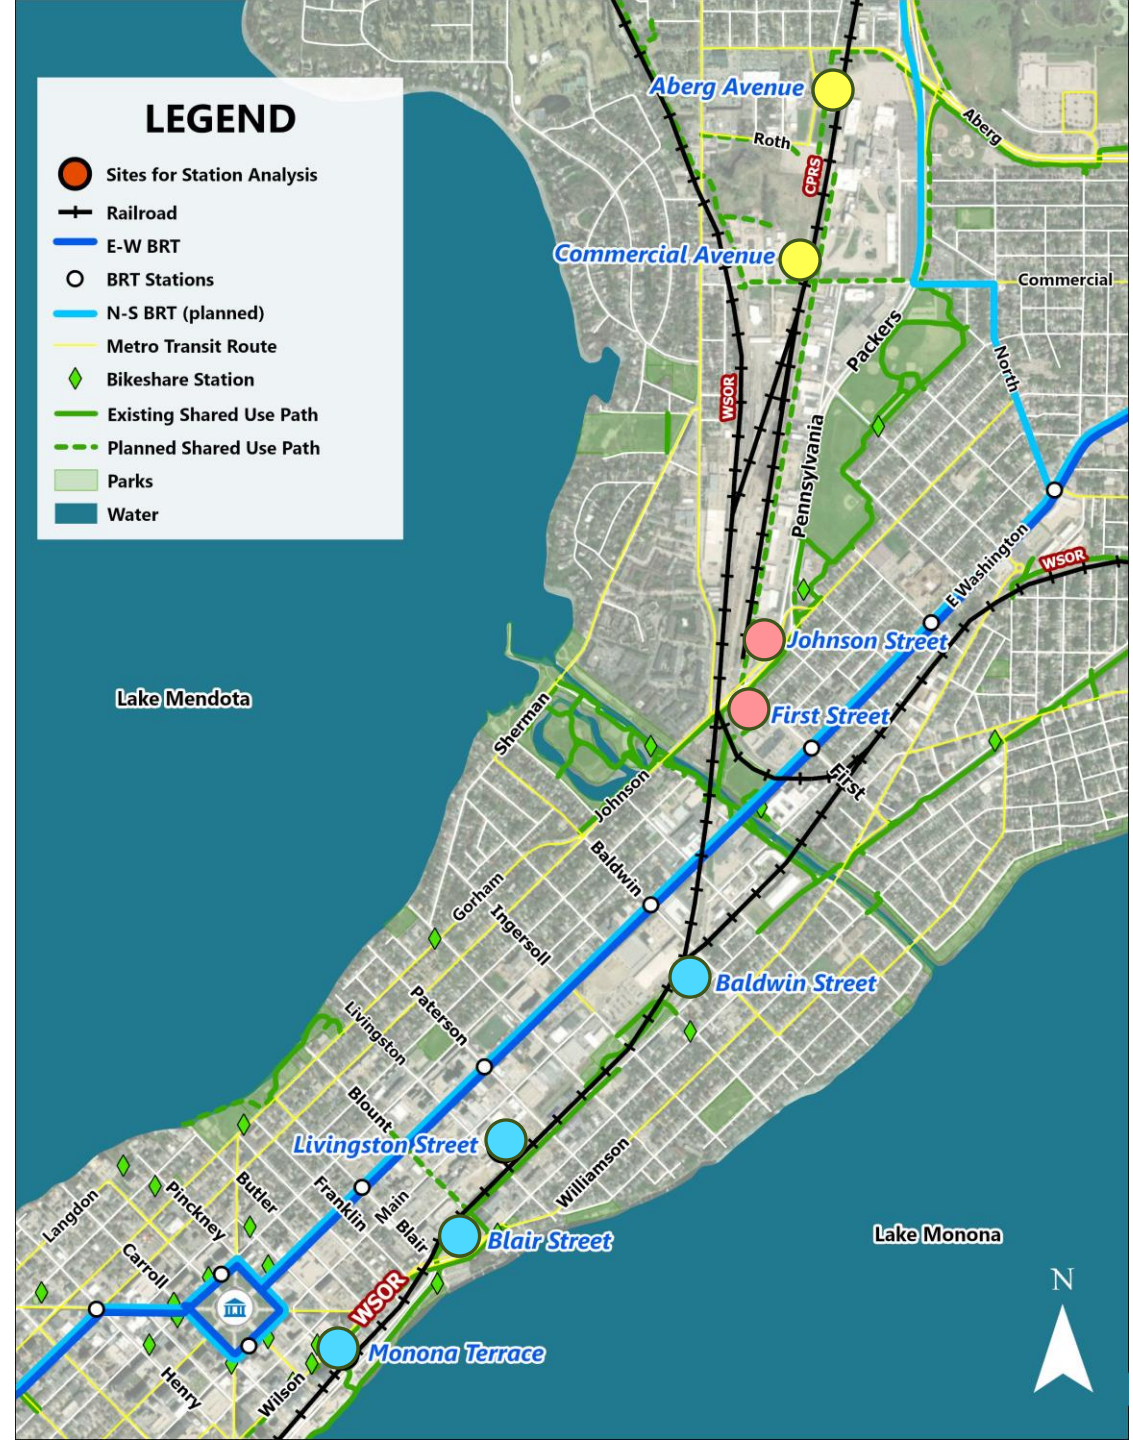 LEGEND
Sites for Station Analysis
Railroad
E-W BRT
BRT Stations
N-S BRT (planned)
Metro Transit Route
Bikeshare Station
Existing Shared Use Path
Planned Shared Use Path
Parks
Water
Aberg Avenue
Aberg
Roth
CPRS
Commercial Avenue
Commercial
Packers
North
WSOR
Pennsylvania
E Washington
WSOR
Johnson Street
Lake Mendota
Sherman
First Street
First
Johnson
Baldwin
Gorham
Ingersoll
Baldwin Street
Paterson
Livingston
Blount
Livingston Street
Williamson
Langdon
Pinckney
Butler
Franklin
Main
Blair
Blair Street
Lake Monona
Carroll
WSOR
N
Monona Terrace
Henry
Wilson